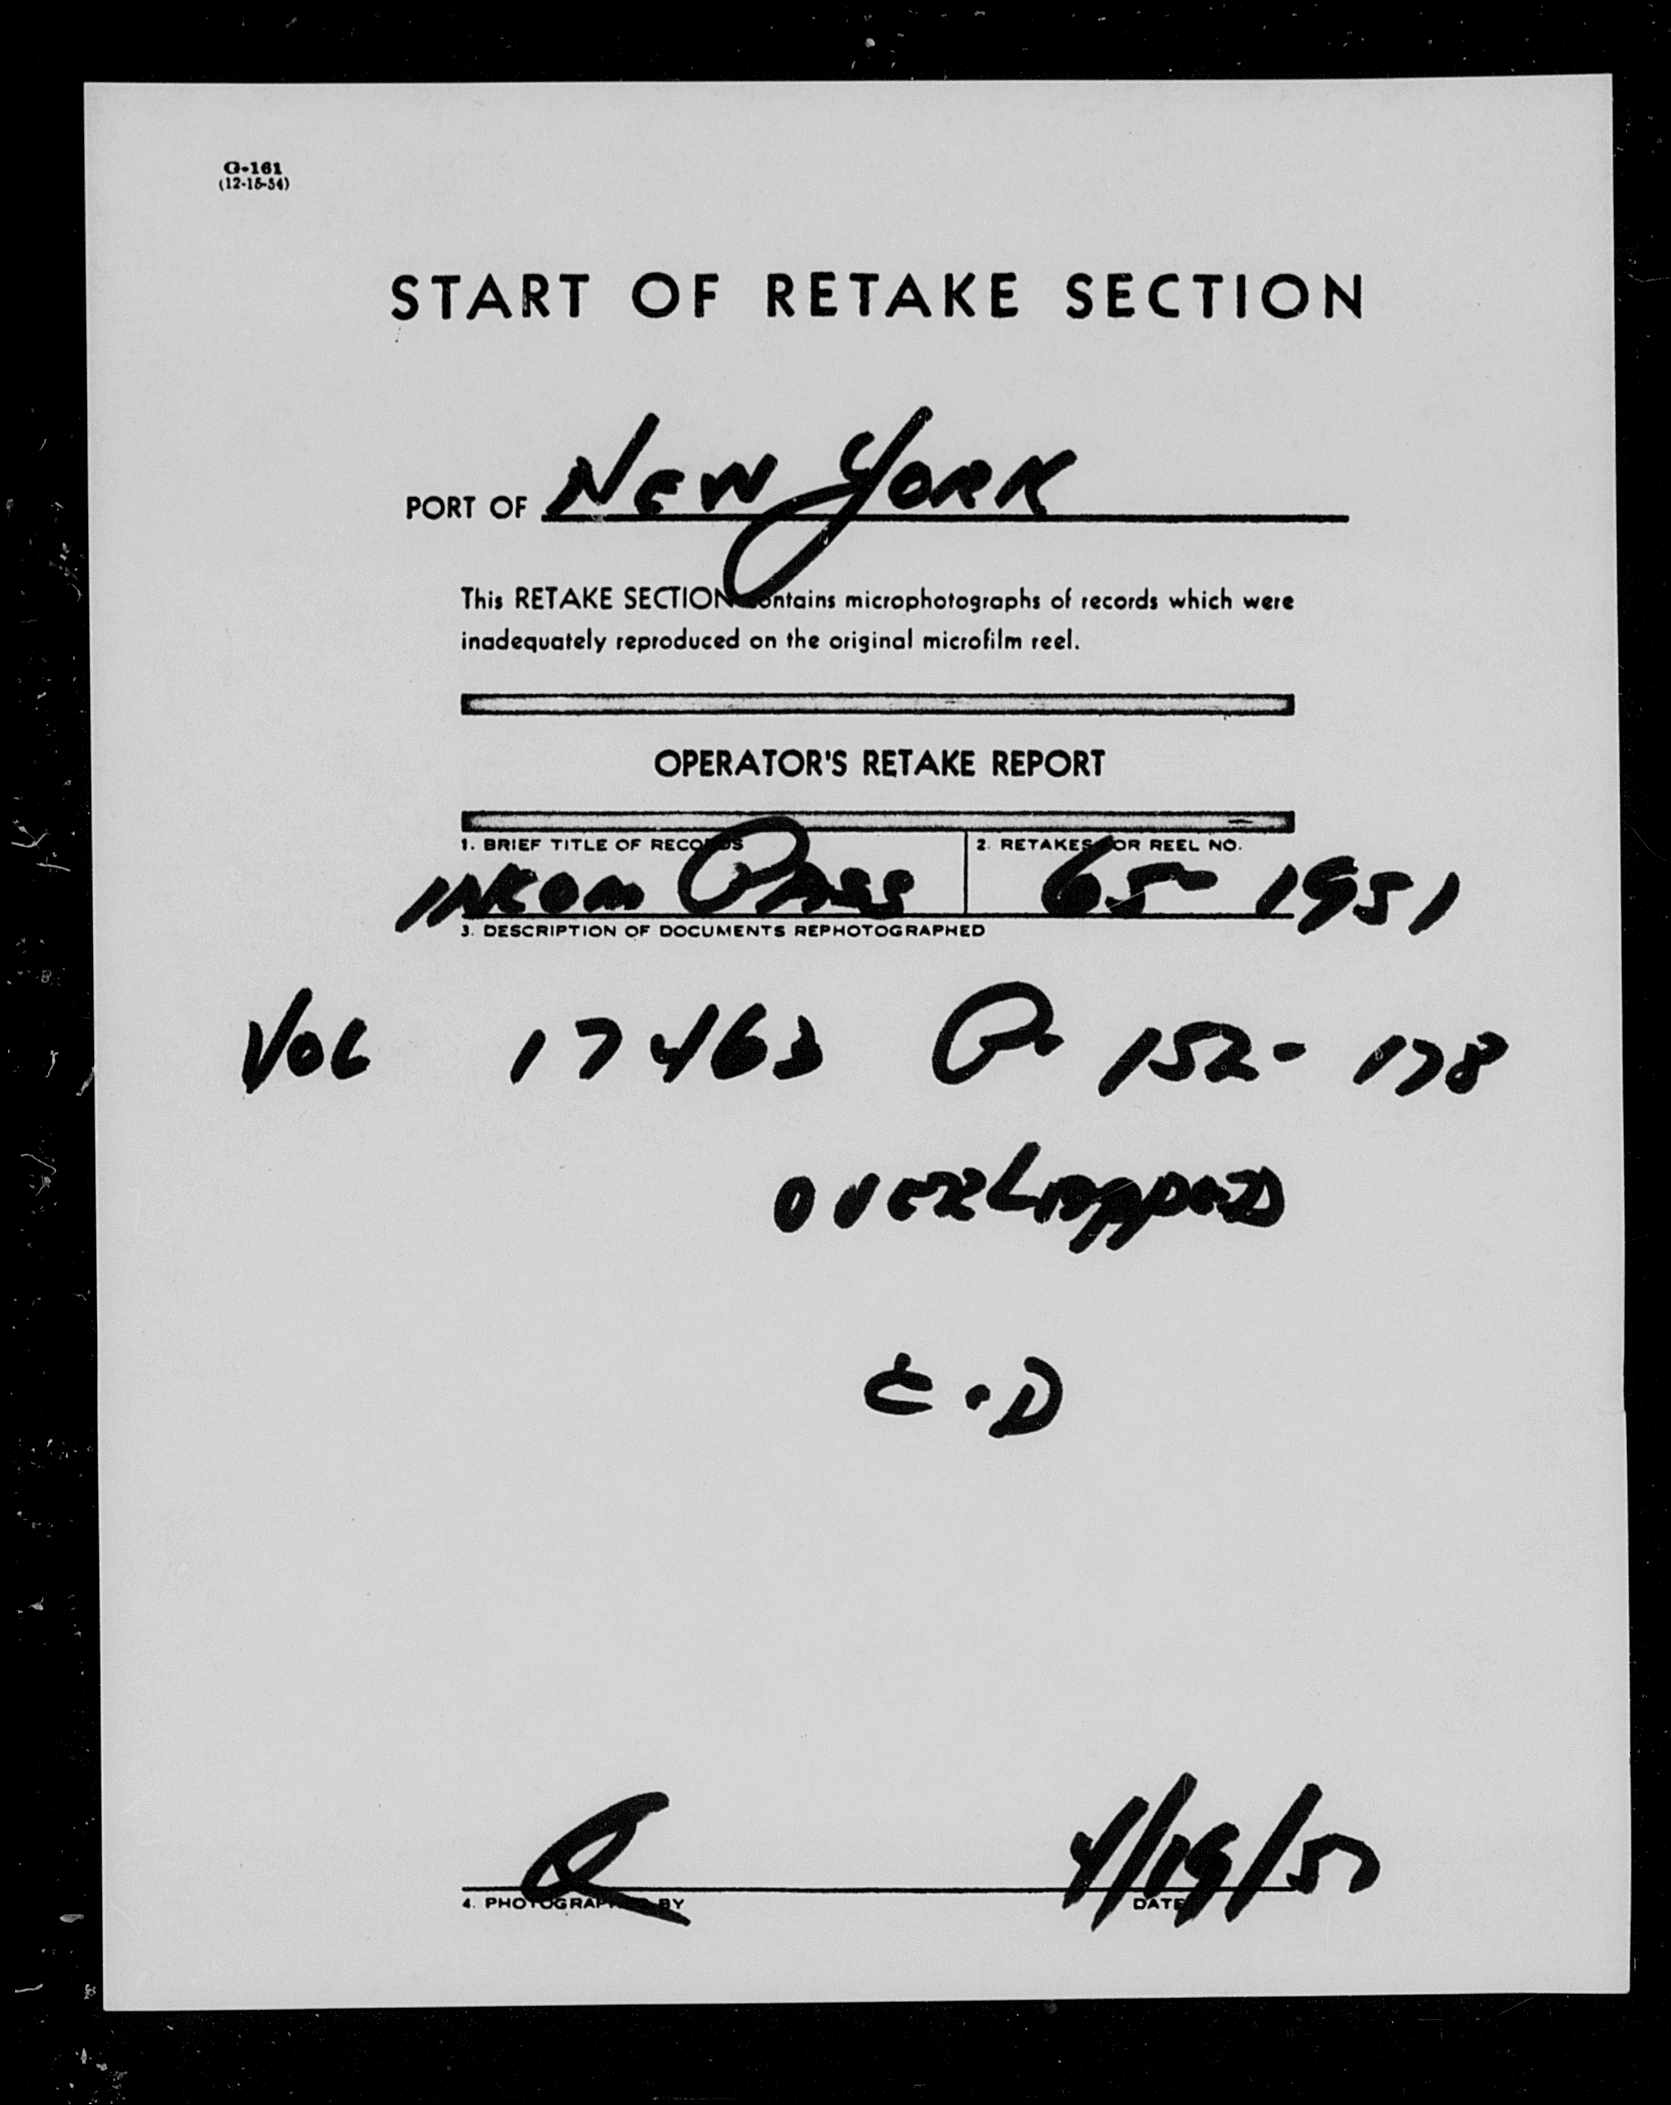 G-161
(12-15-54)
START OF RETAKE SECTION
PORT OF NEW YORK
This RETAKE SECTION contains microphotographs of records which were
inadequately reproduced on the original microfilm reel.
OPERATOR'S RETAKE REPORT
1. BRIEF TITLE OF RECORDS 2. RETAKES FOR REEL NO.
INCOM PASS 65-1951
3. DESCRIPTION OF DOCUMENTS REPHOTOGRAPHED
VOL 17463 P. 152-178
OVERLAPPED
C.D
4/19/57
4. PHOTOGRAPHED BY DATE